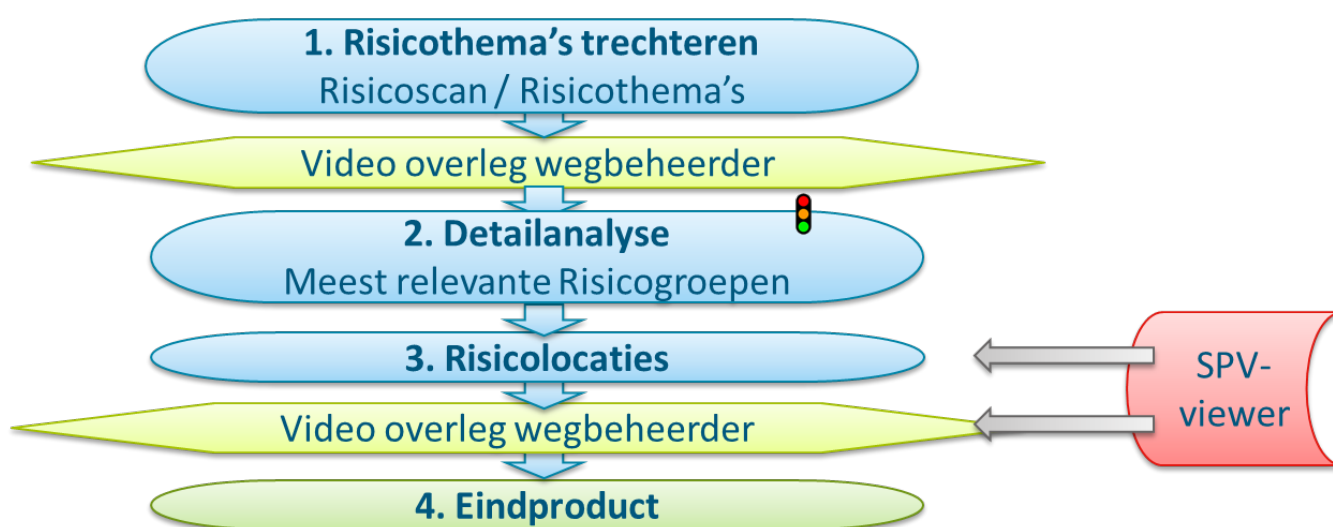 1. Risicothema's trechteren
Risicoscan / Risicothema's
Video overleg wegbeheerder
2. Detailanalyse
Meest relevante Risicogroepen
3. Risicolocaties
SPV-
viewer
Video overleg wegbeheerder
4. Eindproduct